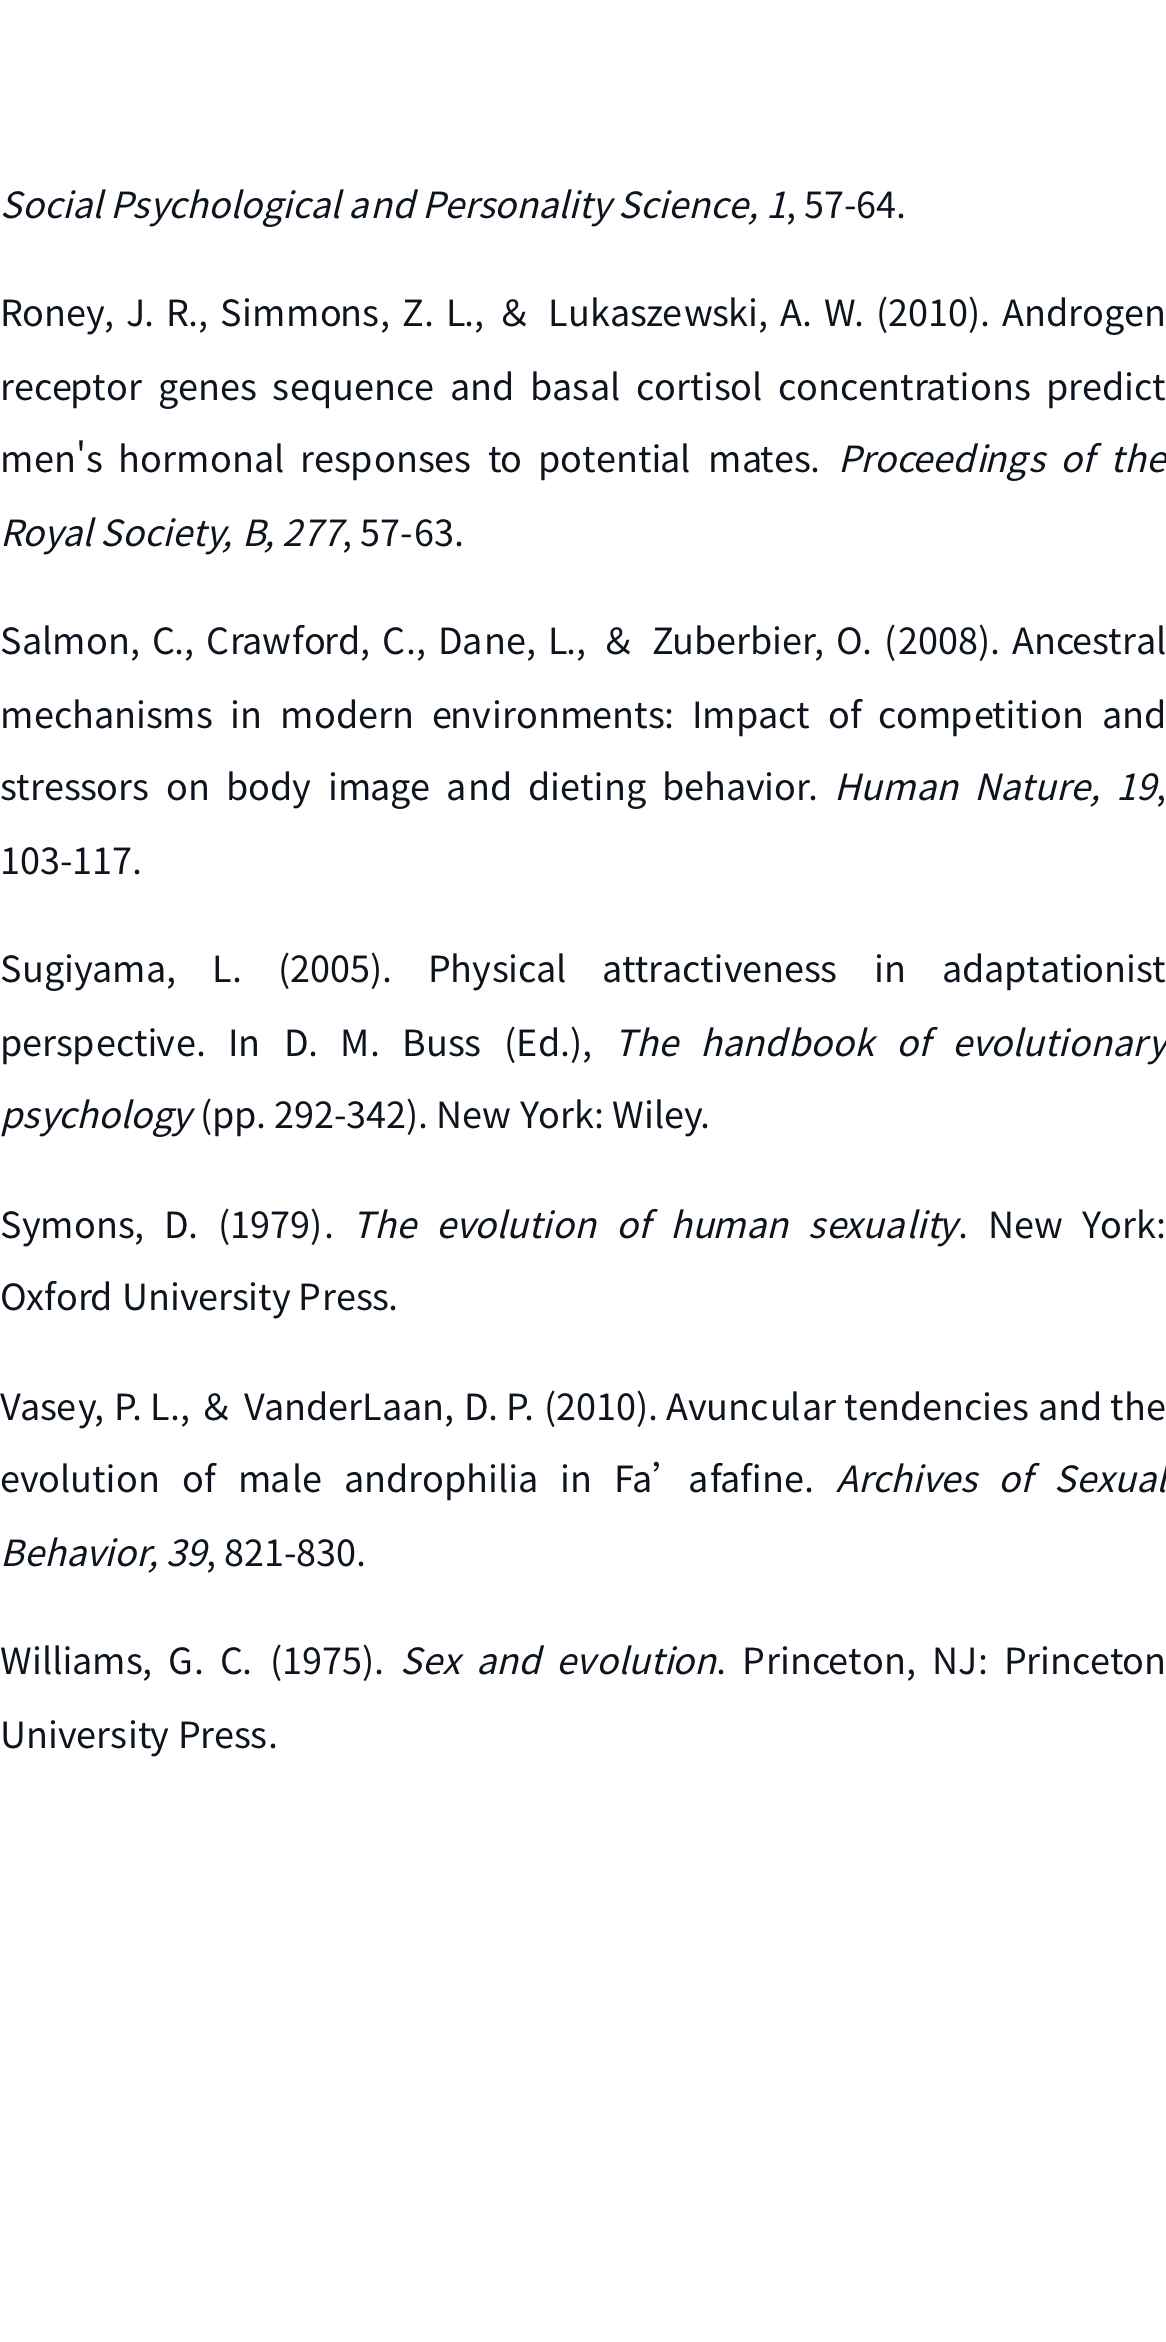 Social Psychological and Personality Science, 1, 57-64.
Roney, J. R., Simmons, Z. L., & Lukaszewski, A. W. (2010). Androgen
receptor genes sequence and basal cortisol concentrations predict
men's hormonal responses to potential mates. Proceedings of the
Royal Society, B, 277, 57-63.
Salmon, C., Crawford, C., Dane, L., & Zuberbier, O. (2008). Ancestral
mechanisms in modern environments: Impact of competition and
stressors on body image and dieting behavior. Human Nature, 19,
103-117.
Sugiyama, L. (2005). Physical attractiveness in adaptationist
perspective. In D. M. Buss (Ed.), The handbook of evolutionary
psychology (pp. 292-342). New York: Wiley.
Symons, D. (1979). The evolution of human sexuality. New York:
Oxford University Press.
Vasey, P. L., & VanderLaan, D. P. (2010). Avuncular tendencies and the
evolution of male androphilia in Fa’afafine. Archives of Sexual
Behavior, 39, 821-830.
Williams, G. C. (1975). Sex and evolution. Princeton, NJ: Princeton
University Press.